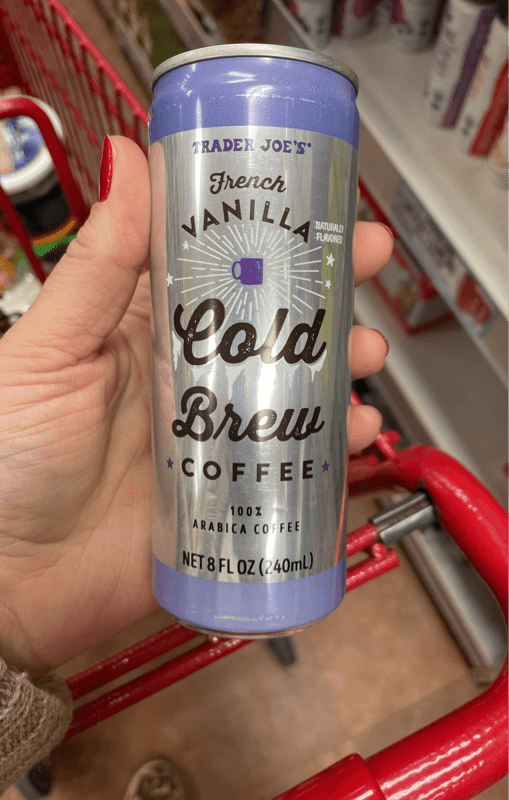 TRADER JOE'S
French
VANILLA
NATURALLY
FLAVORED
Cold
Brew
COFFEE
100%
ARABICA COFFEE
NET 8 FL OZ (240mL)